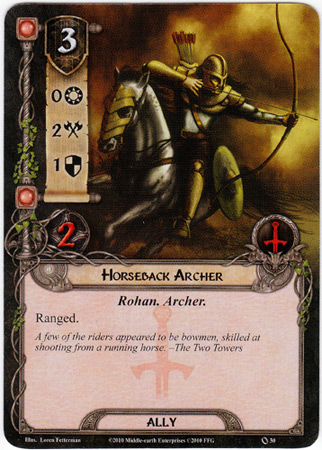 3
0
2
1
2
HORSEBACK ARCHER
Rohan. Archer.
Ranged.
A few of the riders appeared to be bowmen, skilled at
shooting from a running horse. –The Two Towers
ALLY
Illus. Loren Fetterman ©2010 Middle-earth Enterprises ©2010 FFG 30